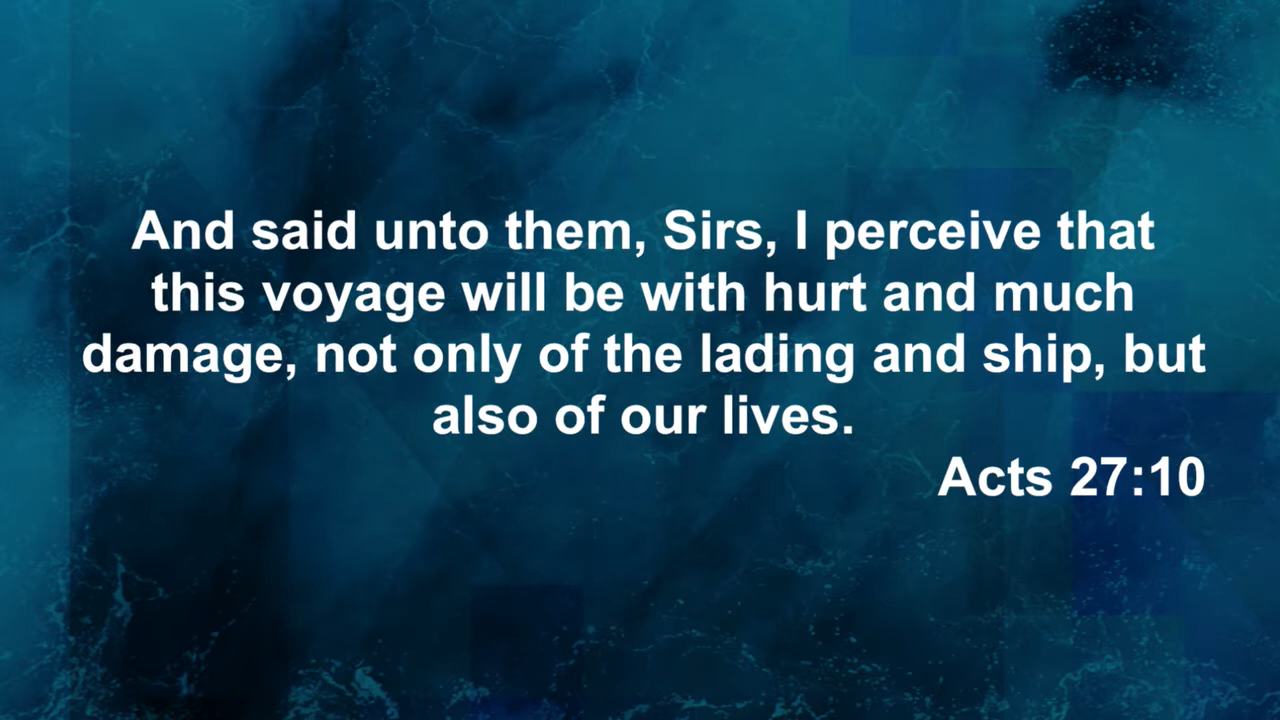 And said unto them, Sirs, I perceive that
this voyage will be with hurt and much
damage, not only of the lading and ship, but
also of our lives.
Acts 27:10